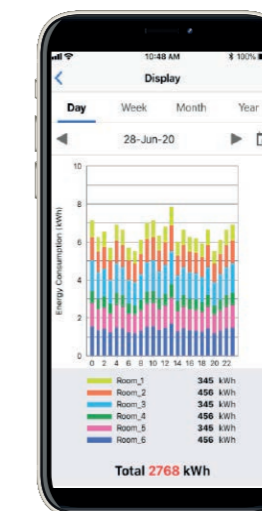 10:48 AM 100%
Display
Day Week Month Year
28-Jun-20
Energy Consumption (kWh)
10
8
6
4
2
0
0 2 4 6 8 10 12 14 16 18 20 22
Room_1 345 kWh
Room_2 456 kWh
Room_3 345 kWh
Room_4 456 kWh
Room_5 345 kWh
Room_6 456 kWh
Total 2768 kWh